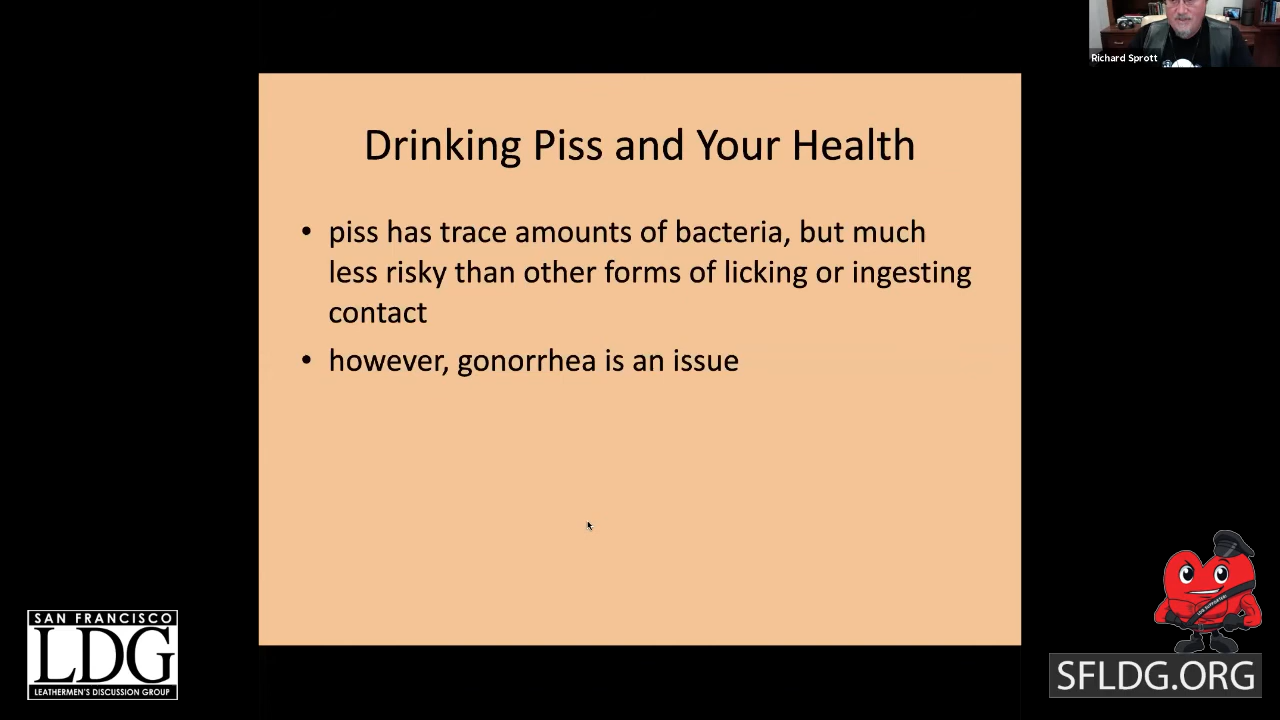 Richard Sprott
Drinking Piss and Your Health
• piss has trace amounts of bacteria, but much
less risky than other forms of licking or ingesting
contact
• however, gonorrhea is an issue
SAN FRANCISCO
LDG
LEATHERMEN'S DISCUSSION GROUP
LDG SUPPORTER!
SFLDG.ORG